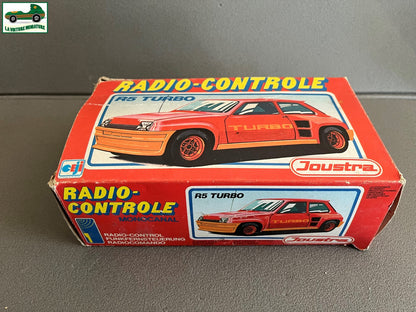 LA VOITURE MINIATURE
RADIO-CONTROLE
R5 TURBO
TURBO
Joustra
CEJI
RADIO-
CONTROLE
MONOCANAL
RADIO-CONTROL
FUNKFERNSTEUERUNG
RADIOCOMANDO
R5 TURBO
TURBO
Joustra